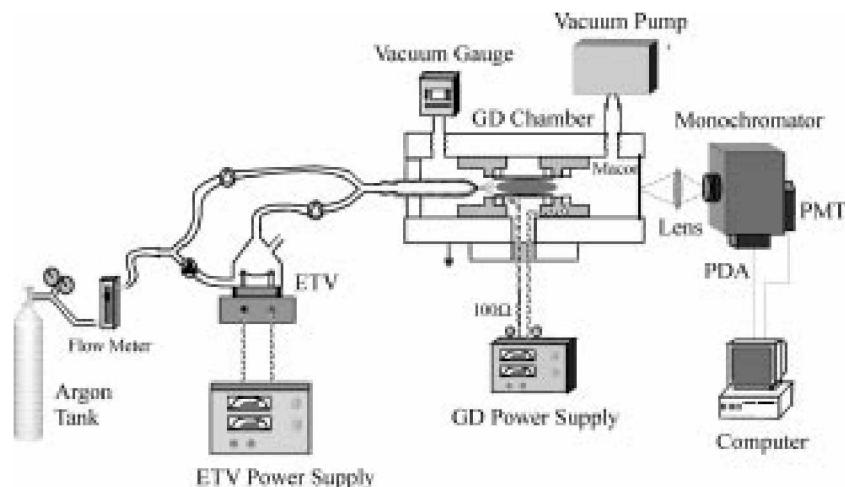 Vacuum Pump
Vacuum Gauge
GD Chamber
Monochromator
Macor
Lens
PMT
PDA
ETV
100Ω
Flow Meter
Argon
Tank
GD Power Supply
Computer
ETV Power Supply